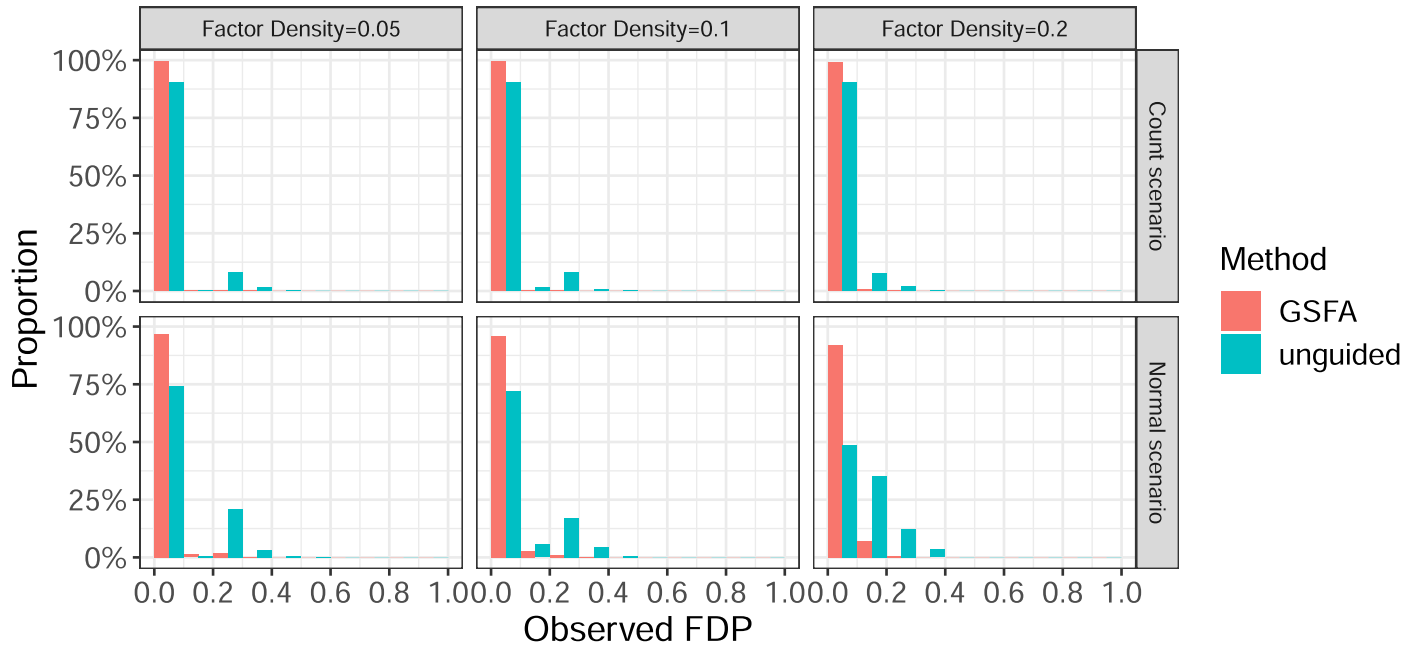 Factor Density=0.05
Factor Density=0.1
Factor Density=0.2
100%
75%
50%
25%
0%
Count scenario
100%
75%
50%
25%
0%
Normal scenario
0.0 0.2 0.4 0.6 0.8 1.0
0.0 0.2 0.4 0.6 0.8 1.0
0.0 0.2 0.4 0.6 0.8 1.0
Observed FDP
Proportion
Method
GSFA
unguided